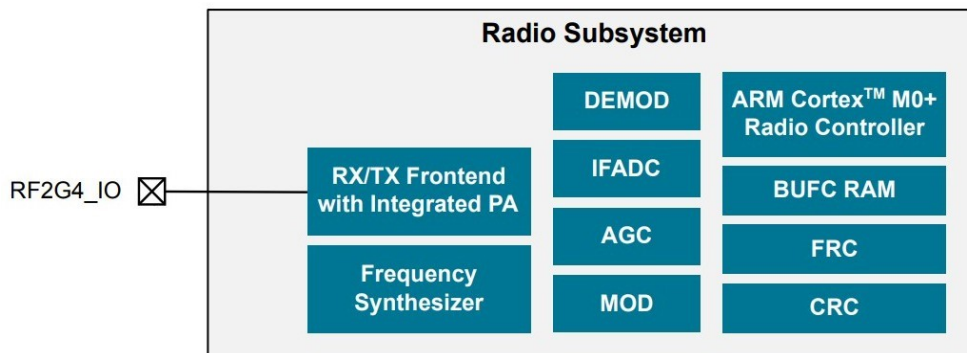 Radio Subsystem
RF2G4_IO
RX/TX Frontend
with Integrated PA
Frequency
Synthesizer
DEMOD
IFADC
AGC
MOD
ARM Cortex™ M0+
Radio Controller
BUFC RAM
FRC
CRC